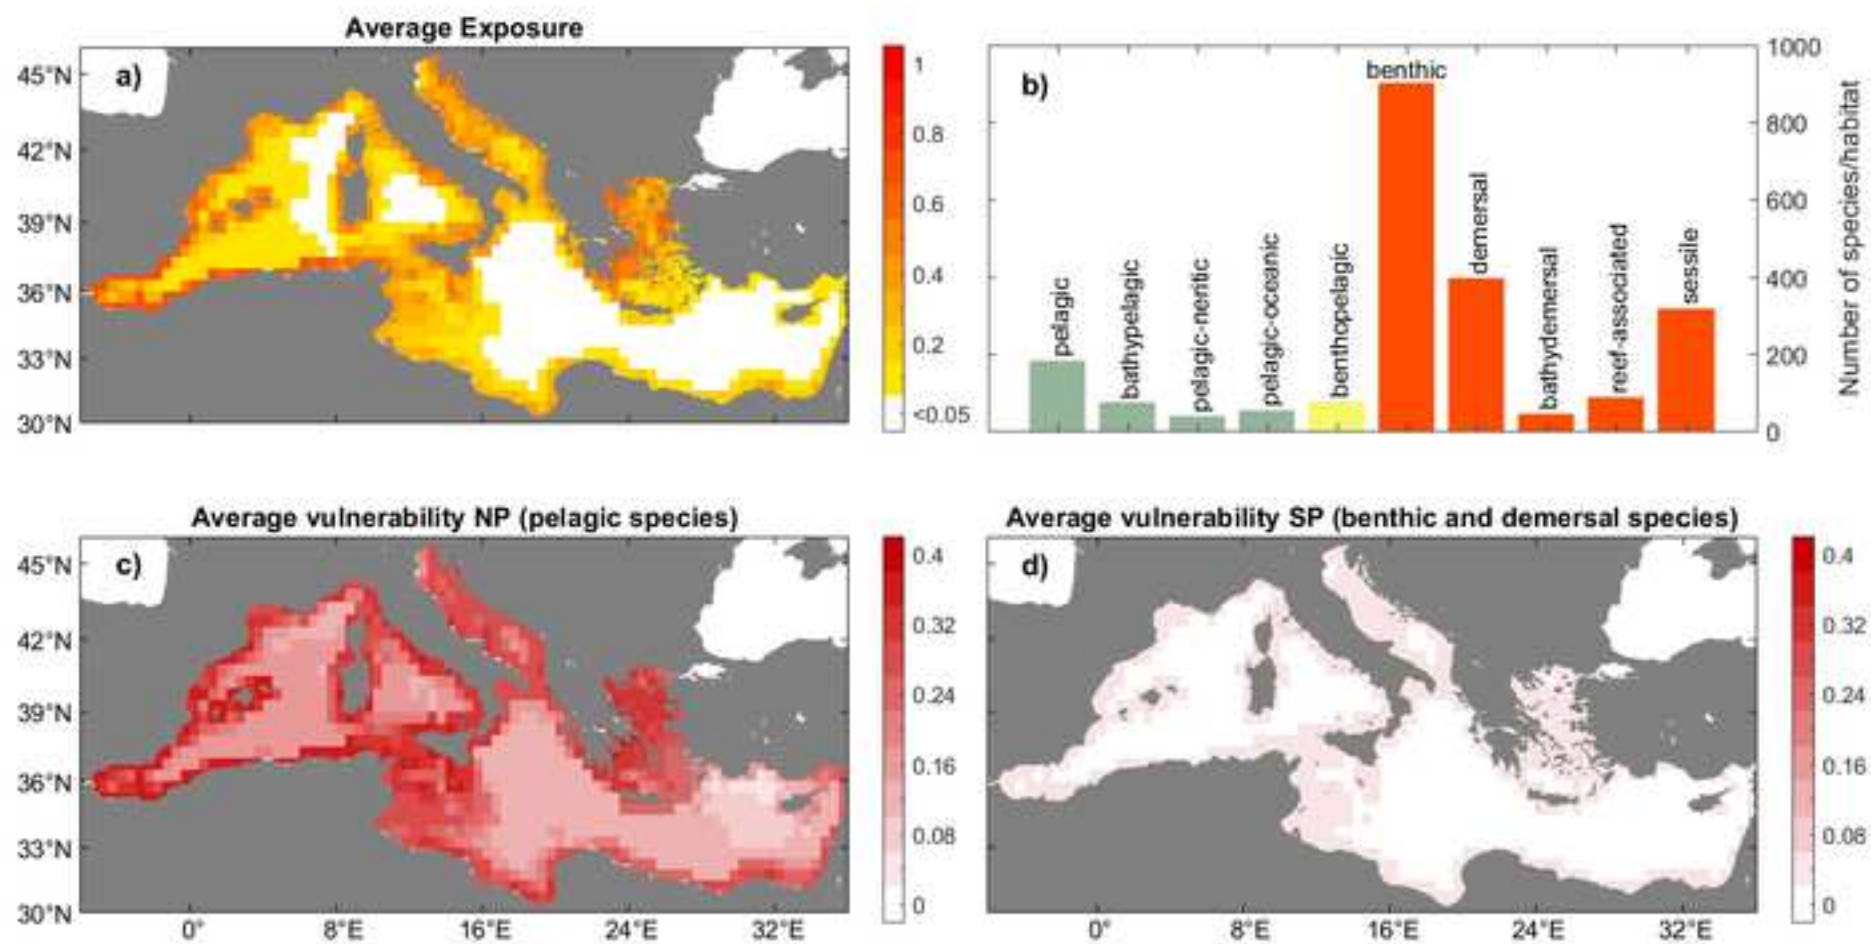 Average Exposure
a)
45°N
42°N
39°N
36°N
33°N
30°N
1
0.8
0.6
0.4
0.2
<0.05
b)
pelagic
bathypelagic
pelagic-neritic
pelagic-oceanic
benthopelagic
benthic
demersal
bathydemersal
reef-associated
sessile
1000
800
600
400
200
0
Number of species/habitat
Average vulnerability NP (pelagic species)
c)
45°N
42°N
39°N
36°N
33°N
30°N
0°
8°E
16°E
24°E
32°E
0.4
0.32
0.24
0.16
0.08
0
Average vulnerability SP (benthic and demersal species)
d)
0°
8°E
16°E
24°E
32°E
0.4
0.32
0.24
0.16
0.08
0